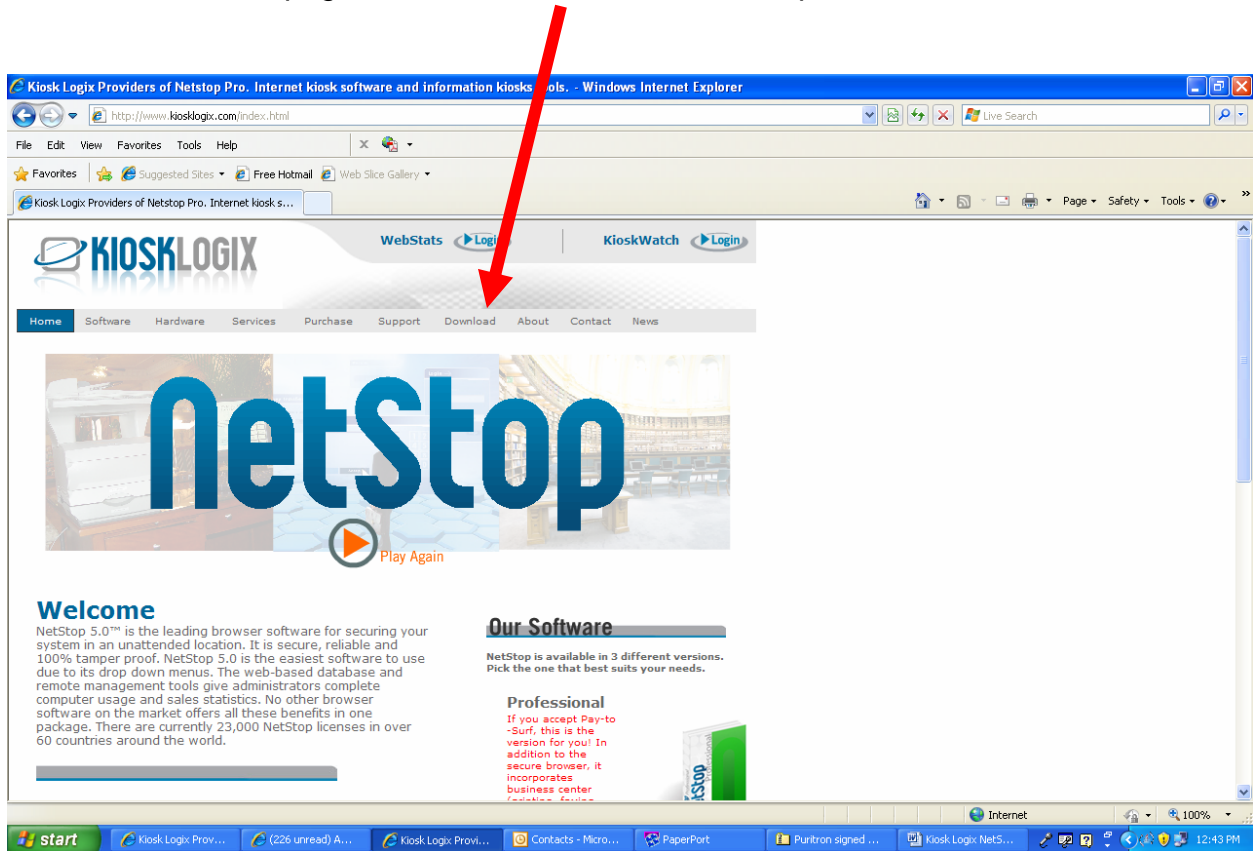 Kiosk Logix Providers of Netstop Pro. Internet kiosk software and information kiosks tools. - Windows Internet Explorer
http://www.kiosklogix.com/index.html
Live Search
File Edit View Favorites Tools Help
Favorites Suggested Sites Free Hotmail Web Slice Gallery
Kiosk Logix Providers of Netstop Pro. Internet kiosk s...
Page Safety Tools
KIOSKLOGIX
WebStats Login KioskWatch Login
Home Software Hardware Services Purchase Support Download About Contact News
NetStop
Play Again
Welcome
NetStop 5.0™ is the leading browser software for securing your
system in an unattended location. It is secure, reliable and
100% tamper proof. NetStop 5.0 is the easiest software to use
due to its drop down menus. The web-based database and
remote management tools give administrators complete
computer usage and sales statistics. No other browser
software on the market offers all these benefits in one
package. There are currently 23,000 NetStop licenses in over
60 countries around the world.
Our Software
NetStop is available in 3 different versions.
Pick the one that best suits your needs.
Professional
If you accept Pay-to
-Surf, this is the
version for you! In
addition to the
secure browser, it
incorporates
business center
Professional
Internet
100%
start
Kiosk Logix Prov...
(226 unread) A...
Kiosk Logix Provi...
Contacts - Micro...
PaperPort
Puritron signed ...
Kiosk Logix NetS...
12:43 PM